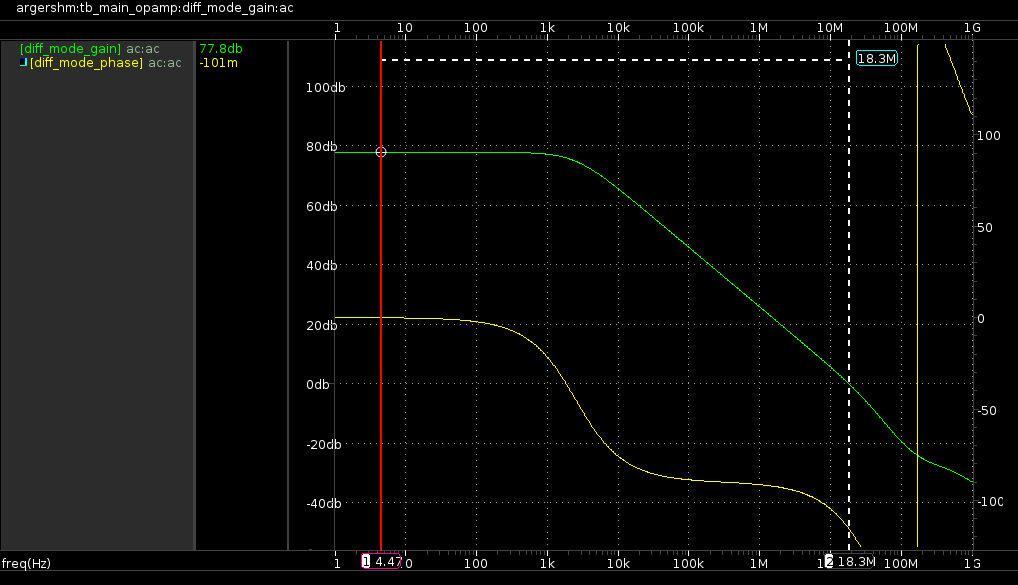 argershm:tb_main_opamp:diff_mode_gain:ac
1 10 100 1k 10k 100k 1M 10M 100M 1G
[diff_mode_gain] ac:ac 77.8db
[diff_mode_phase] ac:ac -101m
18.3M
100db
100
80db
60db
50
40db
0
20db
0db
-50
-20db
-40db
-100
1 10 100 1k 10k 100k 1M 100M 1G
1 4.47
2 18.3M
freq(Hz)